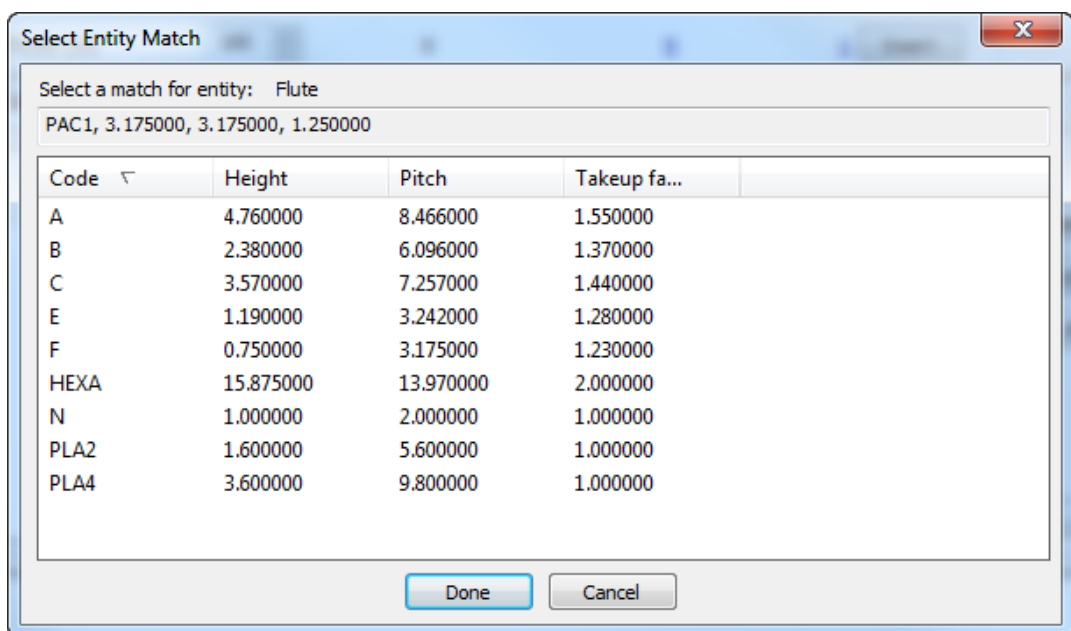 Select Entity Match
Select a match for entity: Flute
PAC1, 3.175000, 3.175000, 1.250000
Code Height Pitch Takeup fa...
A 4.760000 8.466000 1.550000
B 2.380000 6.096000 1.370000
C 3.570000 7.257000 1.440000
E 1.190000 3.242000 1.280000
F 0.750000 3.175000 1.230000
HEXA 15.875000 13.970000 2.000000
N 1.000000 2.000000 1.000000
PLA2 1.600000 5.600000 1.000000
PLA4 3.600000 9.800000 1.000000
Done Cancel